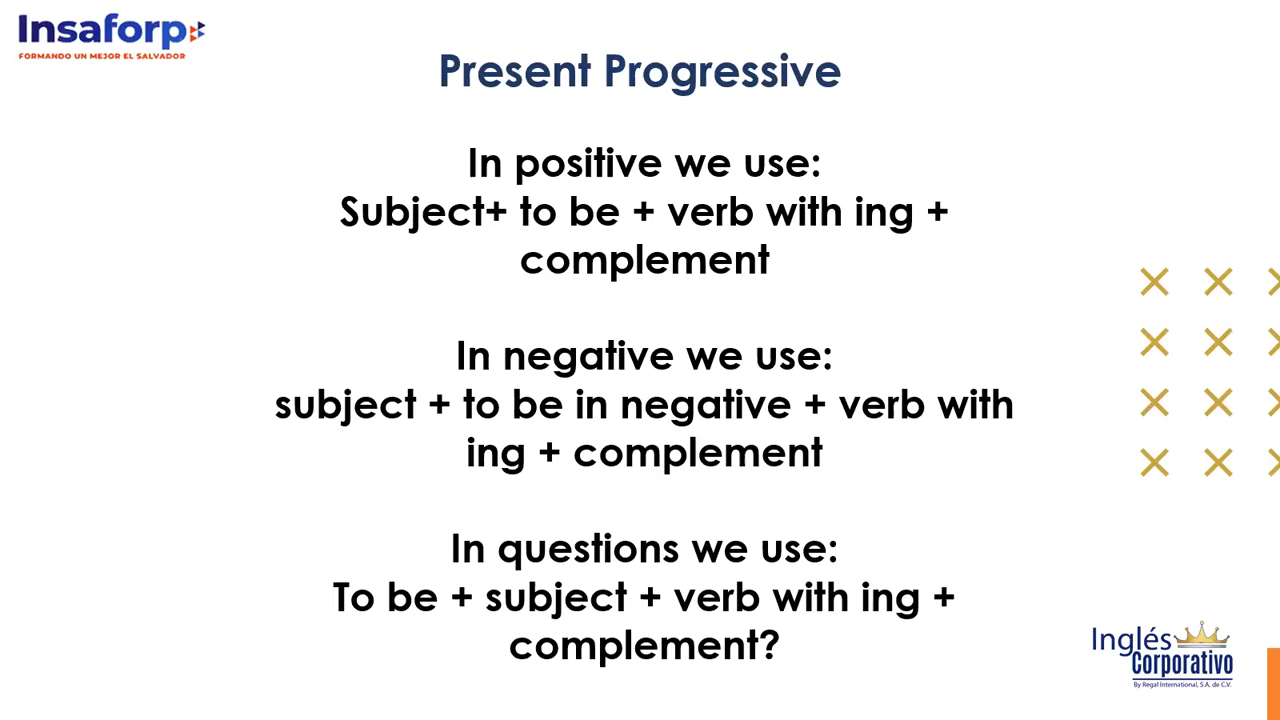 Insaforp
FORMANDO UN MEJOR EL SALVADOR
Present Progressive
In positive we use:
Subject+ to be + verb with ing +
complement
In negative we use:
subject + to be in negative + verb with
ing + complement
In questions we use:
To be + subject + verb with ing +
complement?
Inglés
Corporativo
By Regal International, S.A. de C.V.